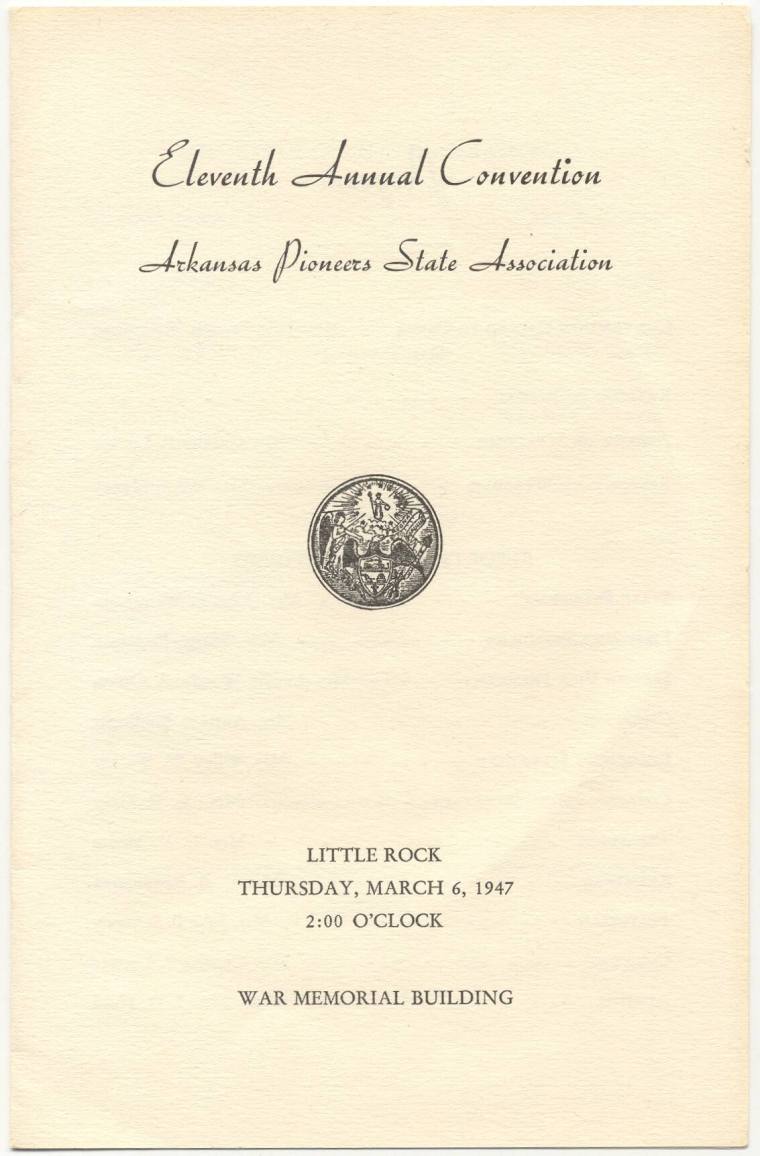 Eleventh Annual Convention
Arkansas Pioneers State Association
LITTLE ROCK
THURSDAY, MARCH 6, 1947
2:00 O'CLOCK
WAR MEMORIAL BUILDING